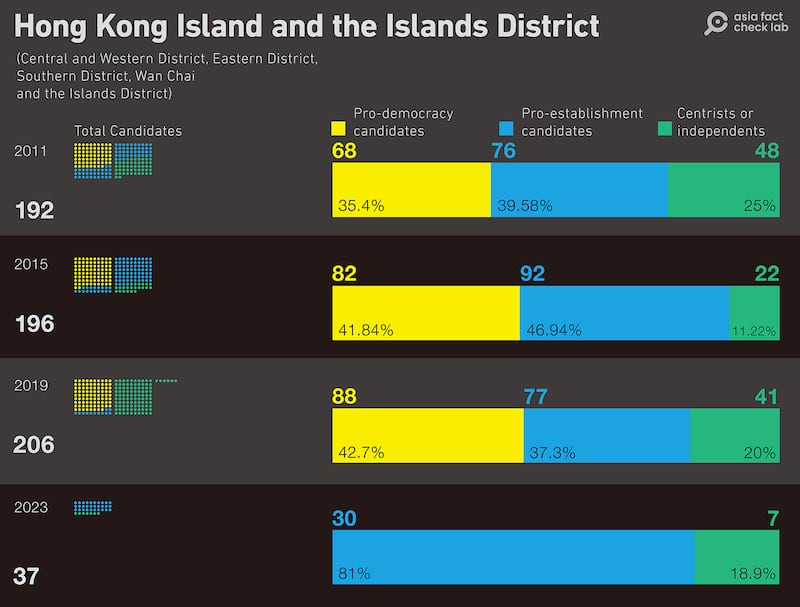 Hong Kong Island and the Islands District
asia fact
check lab
(Central and Western District, Eastern District,
Southern District, Wan Chai
and the Islands District)
Total Candidates
Pro-democracy
candidates
Pro-establishment
candidates
Centrists or
independents
2011
192
68
76
48
35.4%
39.58%
25%
2015
196
82
92
22
41.84%
46.94%
11.22%
2019
206
88
77
41
42.7%
37.3%
20%
2023
37
30
7
81%
18.9%